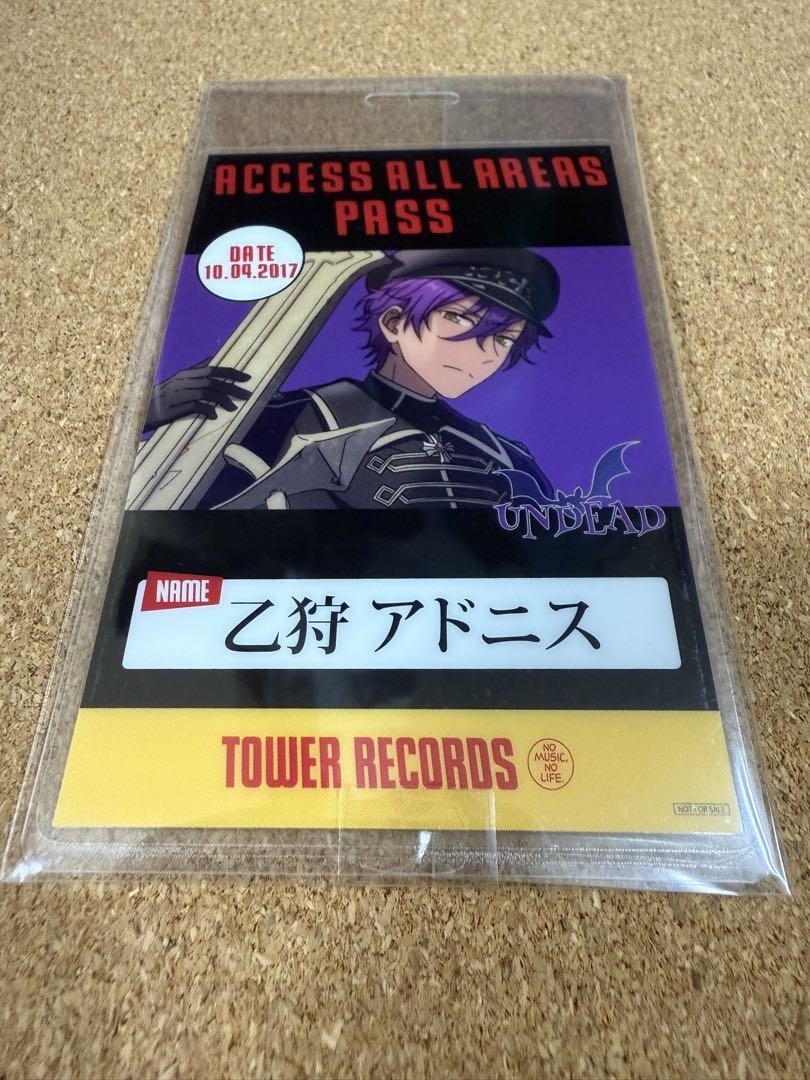 ACCESS ALL AREAS
PASS
DATE
10.04.2017
UNDEAD
NAME
乙狩 アドニス
TOWER RECORDS
NO
MUSIC,
NO
LIFE.
NOT FOR SALE